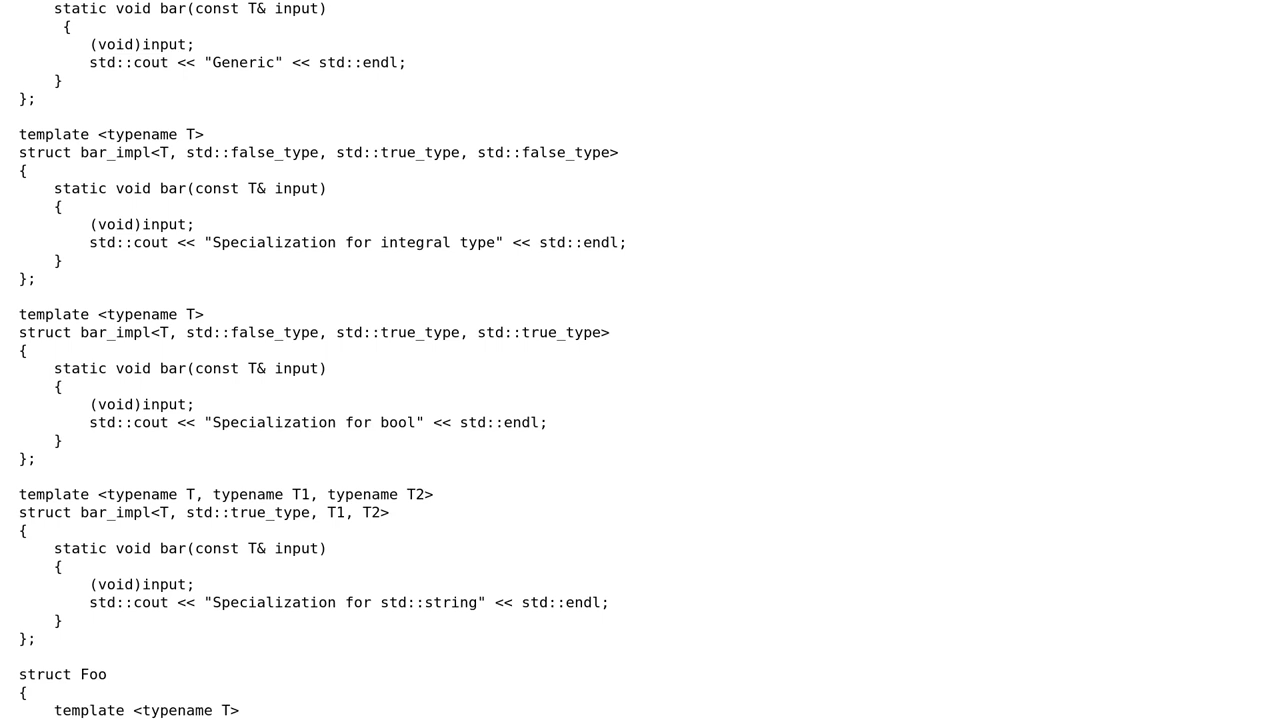 static void bar(const T& input)
     {
        (void)input;
        std::cout << "Generic" << std::endl;
    }
};

template <typename T>
struct bar_impl<T, std::false_type, std::true_type, std::false_type>
{
    static void bar(const T& input)
    {
        (void)input;
        std::cout << "Specialization for integral type" << std::endl;
    }
};

template <typename T>
struct bar_impl<T, std::false_type, std::true_type, std::true_type>
{
    static void bar(const T& input)
    {
        (void)input;
        std::cout << "Specialization for bool" << std::endl;
    }
};

template <typename T, typename T1, typename T2>
struct bar_impl<T, std::true_type, T1, T2>
{
    static void bar(const T& input)
    {
        (void)input;
        std::cout << "Specialization for std::string" << std::endl;
    }
};

struct Foo
{
    template <typename T>